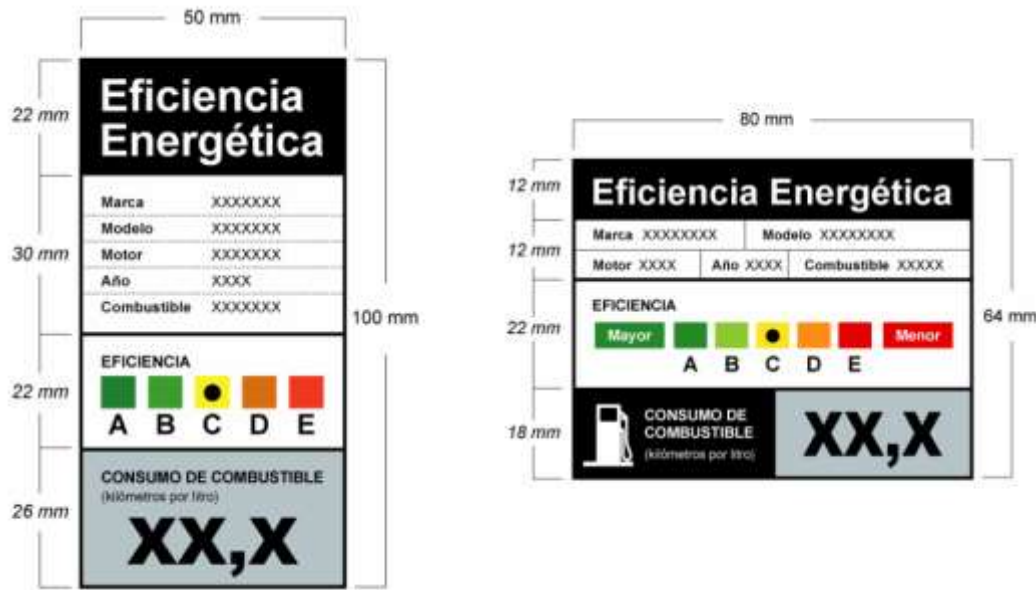 50 mm
22 mm
Eficiencia
Energética
30 mm
Marca XXXXXXX
Modelo XXXXXXX
Motor XXXXXXX
Año XXXX
Combustible XXXXXXX
100 mm
22 mm
EFICIENCIA
A B C D E
26 mm
CONSUMO DE COMBUSTIBLE
(kilómetros por litro)
XX,X
80 mm
12 mm
Eficiencia Energética
12 mm
Marca XXXXXXXX Modelo XXXXXXXX
Motor XXXX Año XXXX Combustible XXXXX
64 mm
22 mm
EFICIENCIA
Mayor Menor
A B C D E
18 mm
CONSUMO DE
COMBUSTIBLE
(kilómetros por litro)
XX,X